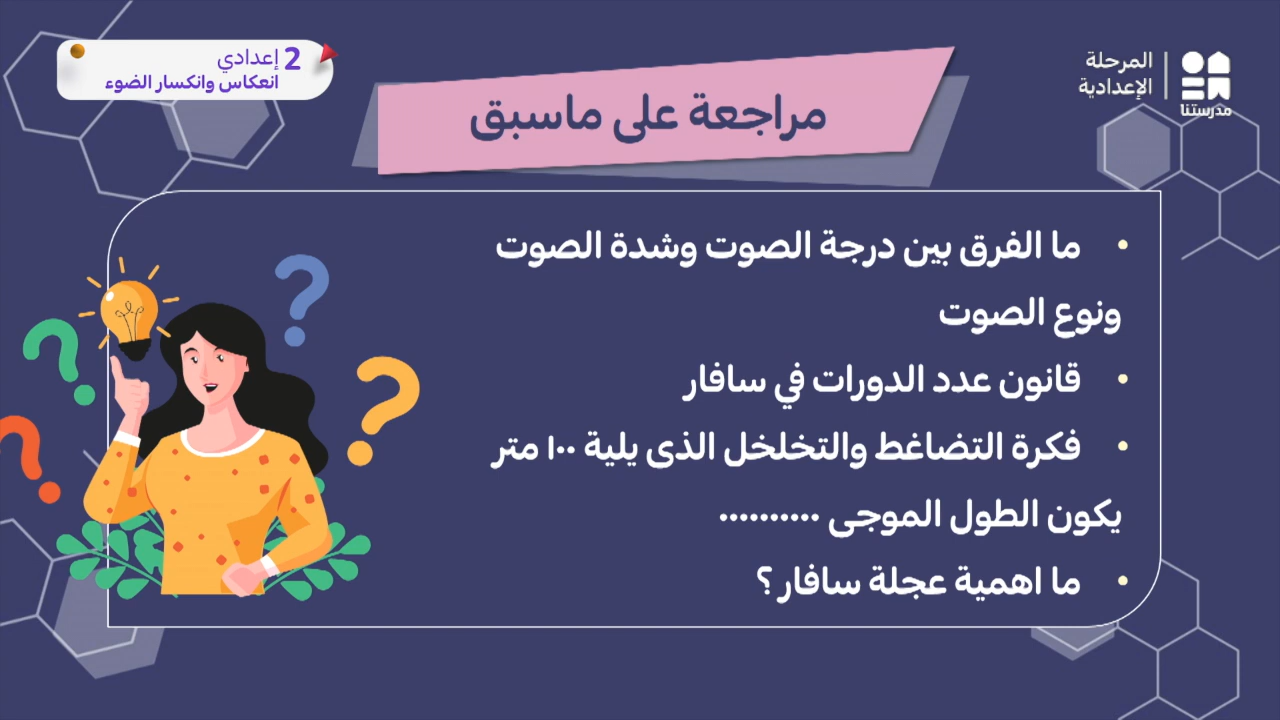 المرحلة
الإعدادية
مدرستنا
2 إعدادي
انعكاس وانكسار الضوء
مراجعة على ماسبق
• ما الفرق بين درجة الصوت وشدة الصوت
ونوع الصوت
• قانون عدد الدورات في سافار
• فكرة التضاغط والتخلخل الذى يلية ١٠٠ متر
يكون الطول الموجى ..........
• ما اهمية عجلة سافار ؟